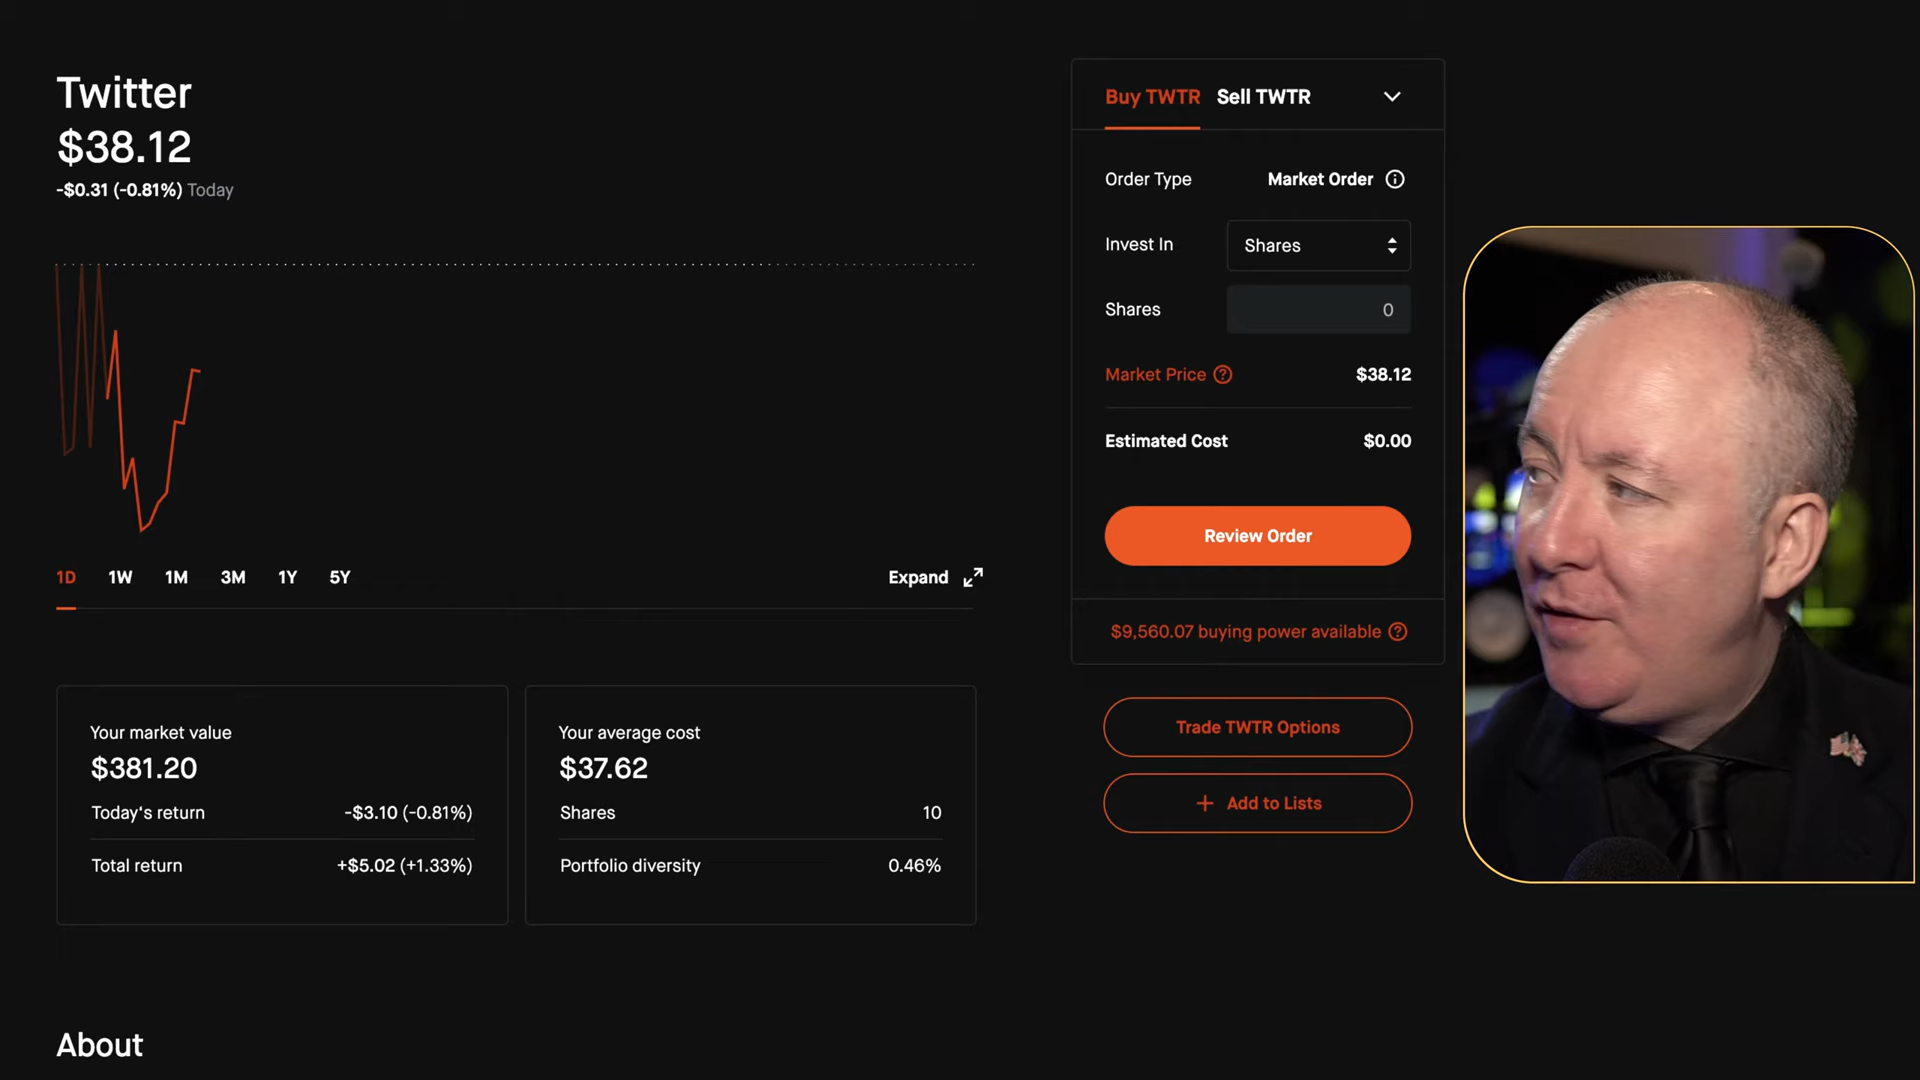 Twitter
$38.12
-$0.31 (-0.81%) Today
1D 1W 1M 3M 1Y 5Y Expand
Your market value
$381.20
Today's return -$3.10 (-0.81%)
Total return +$5.02 (+1.33%)
Your average cost
$37.62
Shares 10
Portfolio diversity 0.46%
About
Buy TWTR Sell TWTR
Order Type Market Order
Invest In Shares
Shares 0
Market Price $38.12
Estimated Cost $0.00
Review Order
$9,560.07 buying power available
Trade TWTR Options
+ Add to Lists